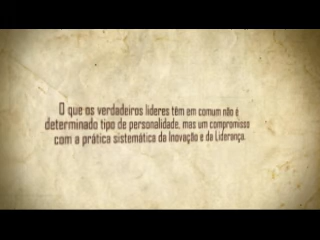 O que os verdadeiros líderes têm em comum não é
determinado tipo de personalidade, mas um compromisso
com a prática sistemática da Inovação e da Liderança.